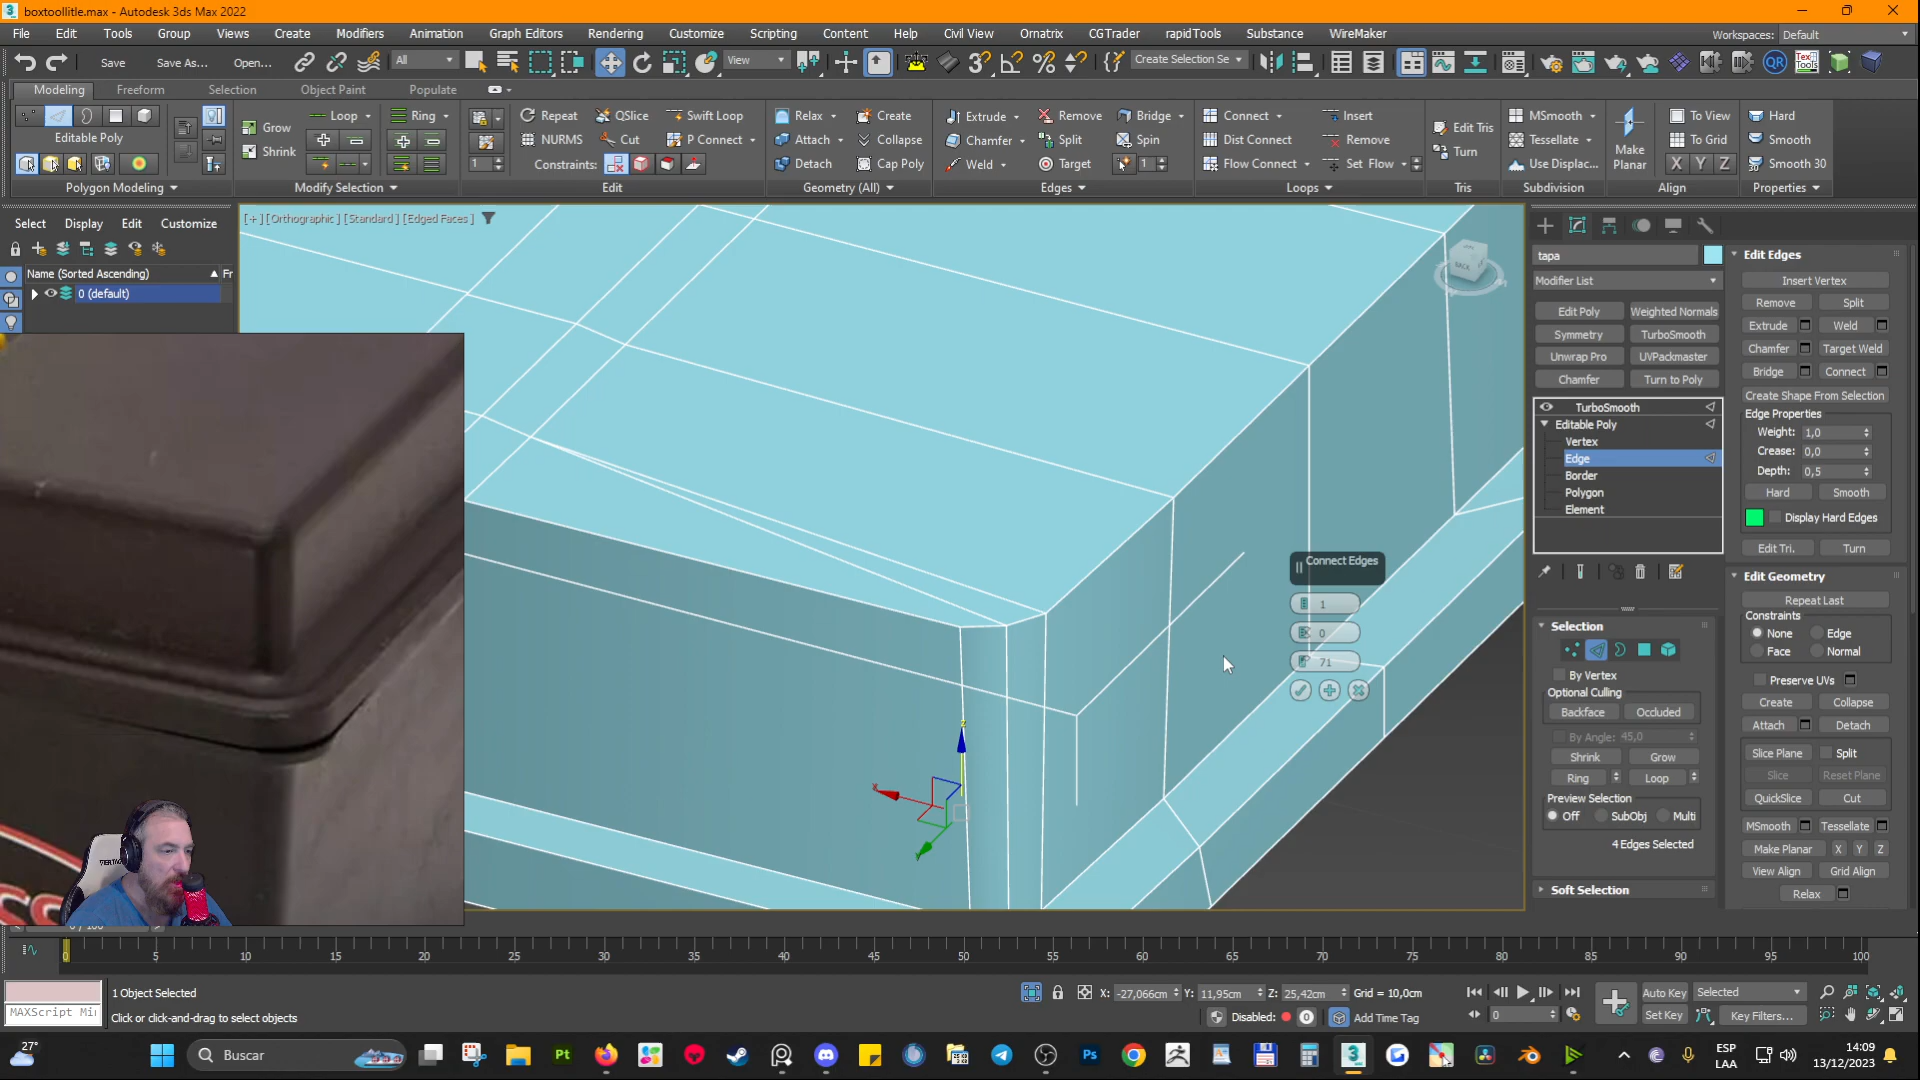 boxtoollitle.max - Autodesk 3ds Max 2022
File Edit Tools Group Views Create Modifiers Animation Graph Editors Rendering Customize Scripting Content Help Civil View Ornatrix CGTrader rapidTools Substance WireMaker Workspaces: Default
Save Save As... Open... All View Create Selection Se
Modeling Freeform Selection Object Paint Populate
Loop Ring Repeat QSlice Swift Loop Relax Create Extrude Remove Bridge Connect Insert MSmooth To View Hard
Editable Poly Grow NURMS Cut P Connect Attach Collapse Chamfer Split Spin Dist Connect Remove Edit Tris Tessellate Make Planar To Grid Smooth
Shrink 1 Constraints: Detach Cap Poly Weld Target 1 Flow Connect Set Flow Turn Use Displac... X Y Z Smooth 30
Polygon Modeling Modify Selection Edit Geometry (All) Edges Loops Tris Subdivision Align Properties
Select Display Edit Customize
Name (Sorted Ascending) Fr
0 (default)
[+] [Orthographic] [Standard] [Edged Faces]
BACK
Connect Edges
1
0
71
x
y
z
tapa
Modifier List
Edit Poly Weighted Normals
Symmetry TurboSmooth
Unwrap Pro UVPackmaster
Chamfer Turn to Poly
TurboSmooth
Editable Poly
Vertex
Edge
Border
Polygon
Element
Selection
By Vertex
Optional Culling
Backface Occluded
By Angle: 45,0
Shrink Grow
Ring Loop
Preview Selection
Off SubObj Multi
4 Edges Selected
Soft Selection
Edit Edges
Insert Vertex
Remove Split
Extrude Weld
Chamfer Target Weld
Bridge Connect
Create Shape From Selection
Edge Properties
Weight: 1,0
Crease: 0,0
Depth: 0,5
Hard Smooth
Display Hard Edges
Edit Tri. Turn
Edit Geometry
Repeat Last
Constraints
None Edge
Face Normal
Preserve UVs
Create Collapse
Attach Detach
Slice Plane Split
Slice Reset Plane
QuickSlice Cut
MSmooth Tessellate
Make Planar X Y Z
View Align Grid Align
Relax
0 / 100
0 5 10 15 20 25 30 35 40 45 50 55 60 65 70 75 80 85 90 95 100
1 Object Selected X: -27,066cm Y: 11,95cm Z: 25,42cm Grid = 10,0cm Auto Key Selected
MAXScript Mi Click or click-and-drag to select objects Disabled: 0 Add Time Tag 0 Set Key Key Filters...
27° Buscar ESP LAA 14:09 13/12/2023